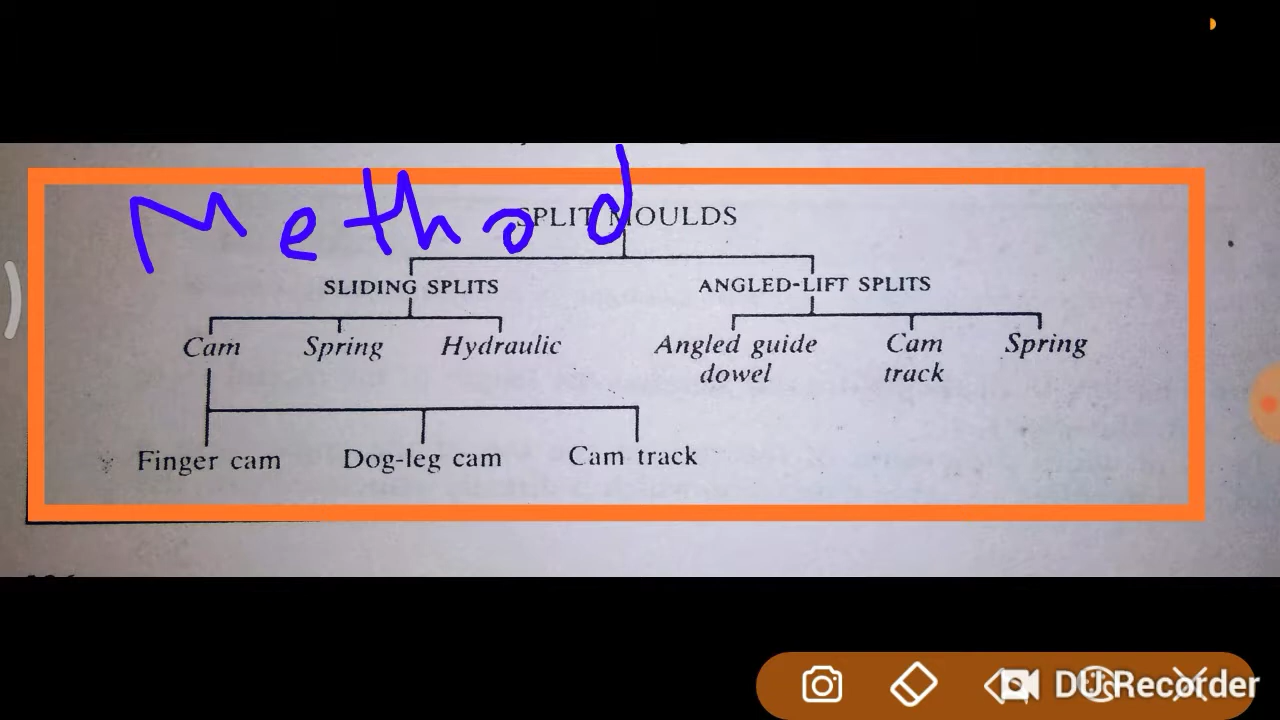 Method
SPLIT MOULDS
SLIDING SPLITS
ANGLED-LIFT SPLITS
Cam
Spring
Hydraulic
Angled guide
dowel
Cam
track
Spring
Finger cam
Dog-leg cam
Cam track
DU Recorder